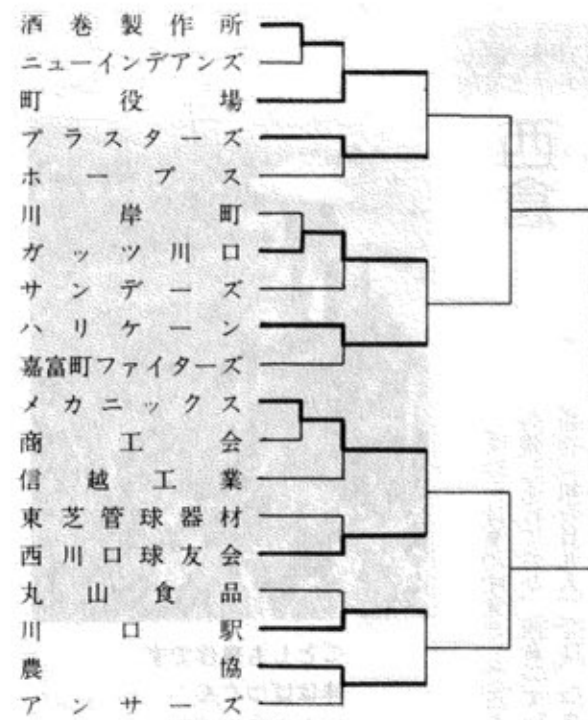 酒巻製作所
ニューインデアンズ
町役場
ブラスターズ
ホープス
川岸町
ガッツ川口
サンデーズ
ハリケーン
嘉富町ファイターズ
メカニックス
商工会
信越工業
東芝管球器材
西川口球友会
丸山食品
川口駅
農協
アンサーズ